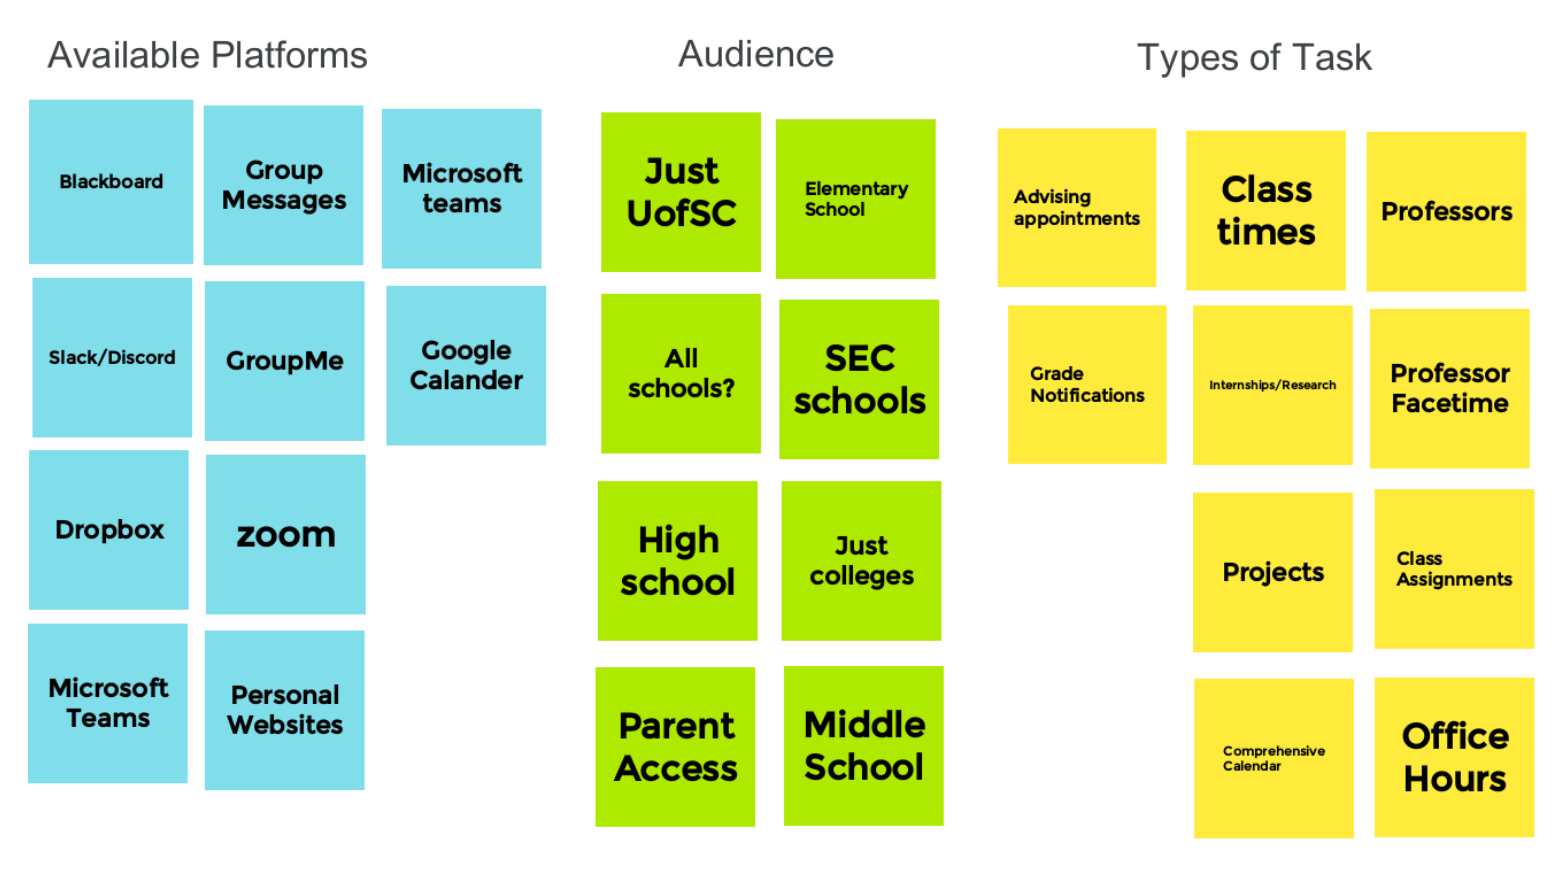 Available Platforms
Blackboard
Group
Messages
Microsoft
teams
Slack/Discord
GroupMe
Google
Calander
Dropbox
zoom
Microsoft
Teams
Personal
Websites
Audience
Just
UofSC
Elementary
School
All
schools?
SEC
schools
High
school
Just
colleges
Parent
Access
Middle
School
Types of Task
Advising
appointments
Class
times
Professors
Grade
Notifications
Internships/Research
Professor
Facetime
Projects
Class
Assignments
Comprehensive
Calendar
Office
Hours